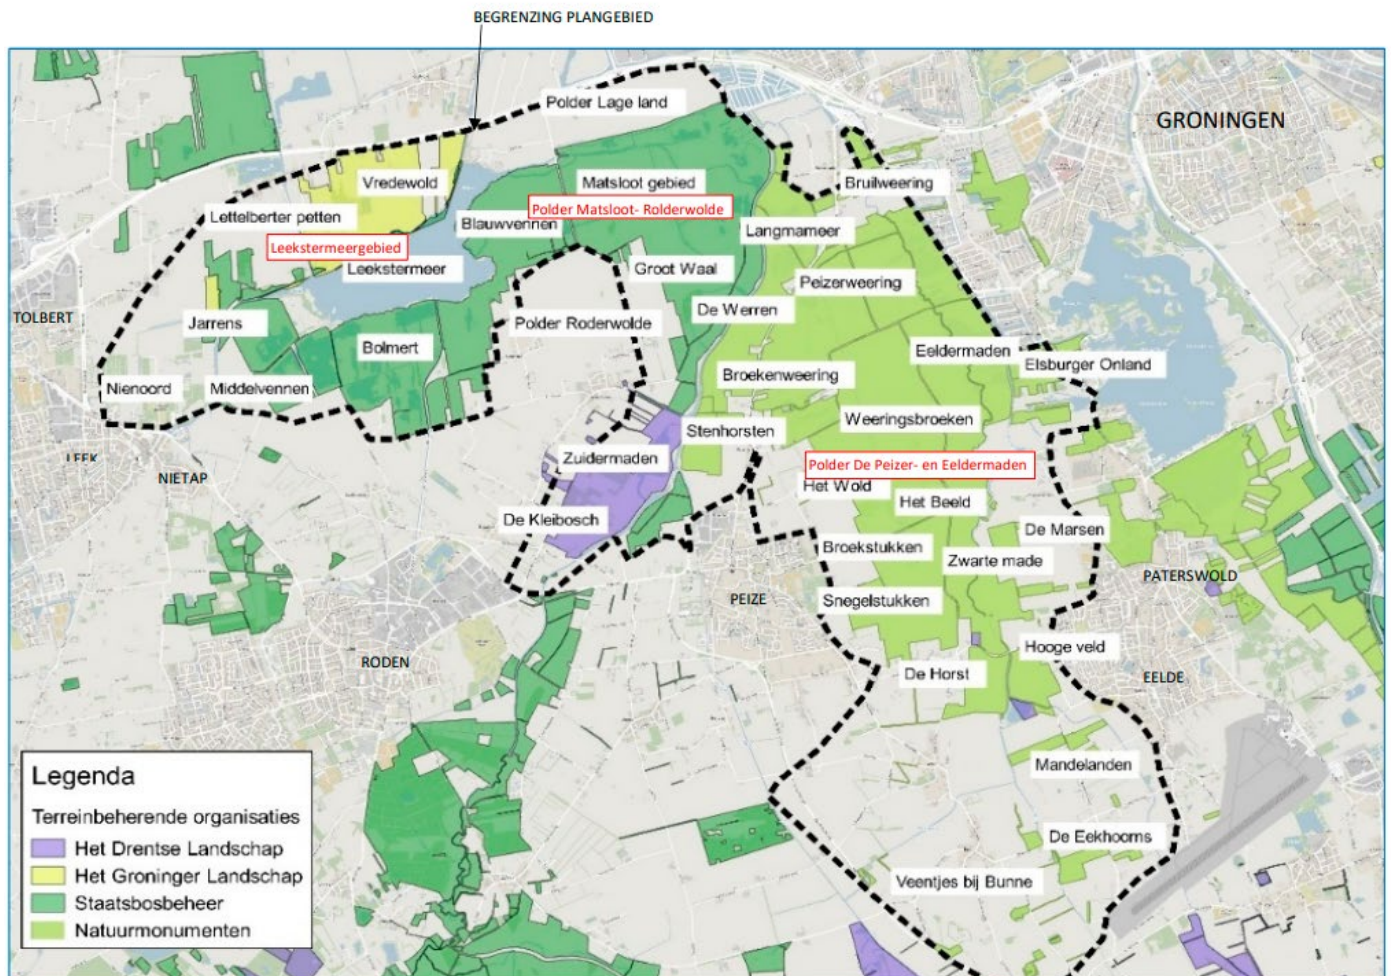 BEGRENZING PLANGEBIED
Polder Lage land
GRONINGEN
Vredewold
Matsloot gebied
Bruilweering
Polder Matsloot- Rolderwolde
Lettelberter petten
Blauwvennen
Langmameer
Leekstermeergebied
Leekstermeer
Groot Waal
Peizerweering
De Werren
TOLBERT
Jarrens
Polder Roderwolde
Bolmert
Eeldermaden
Elsburger Onland
Broekenweering
Nienoord
Middelvennen
Weeringsbroeken
Stenhorsten
LEEK
Zuidermaden
Polder De Peizer- en Eeldermaden
NIETAP
Het Wold
Het Beeld
De Kleibosch
De Marsen
Broekstukken
Zwarte made
PATERSWOLD
PEIZE
Snegelstukken
Hooge veld
RODEN
De Horst
EELDE
Mandelanden
De Eekhoorns
Veentjes bij Bunne
Legenda
Terreinbeherende organisaties
Het Drentse Landschap
Het Groninger Landschap
Staatsbosbeheer
Natuurmonumenten